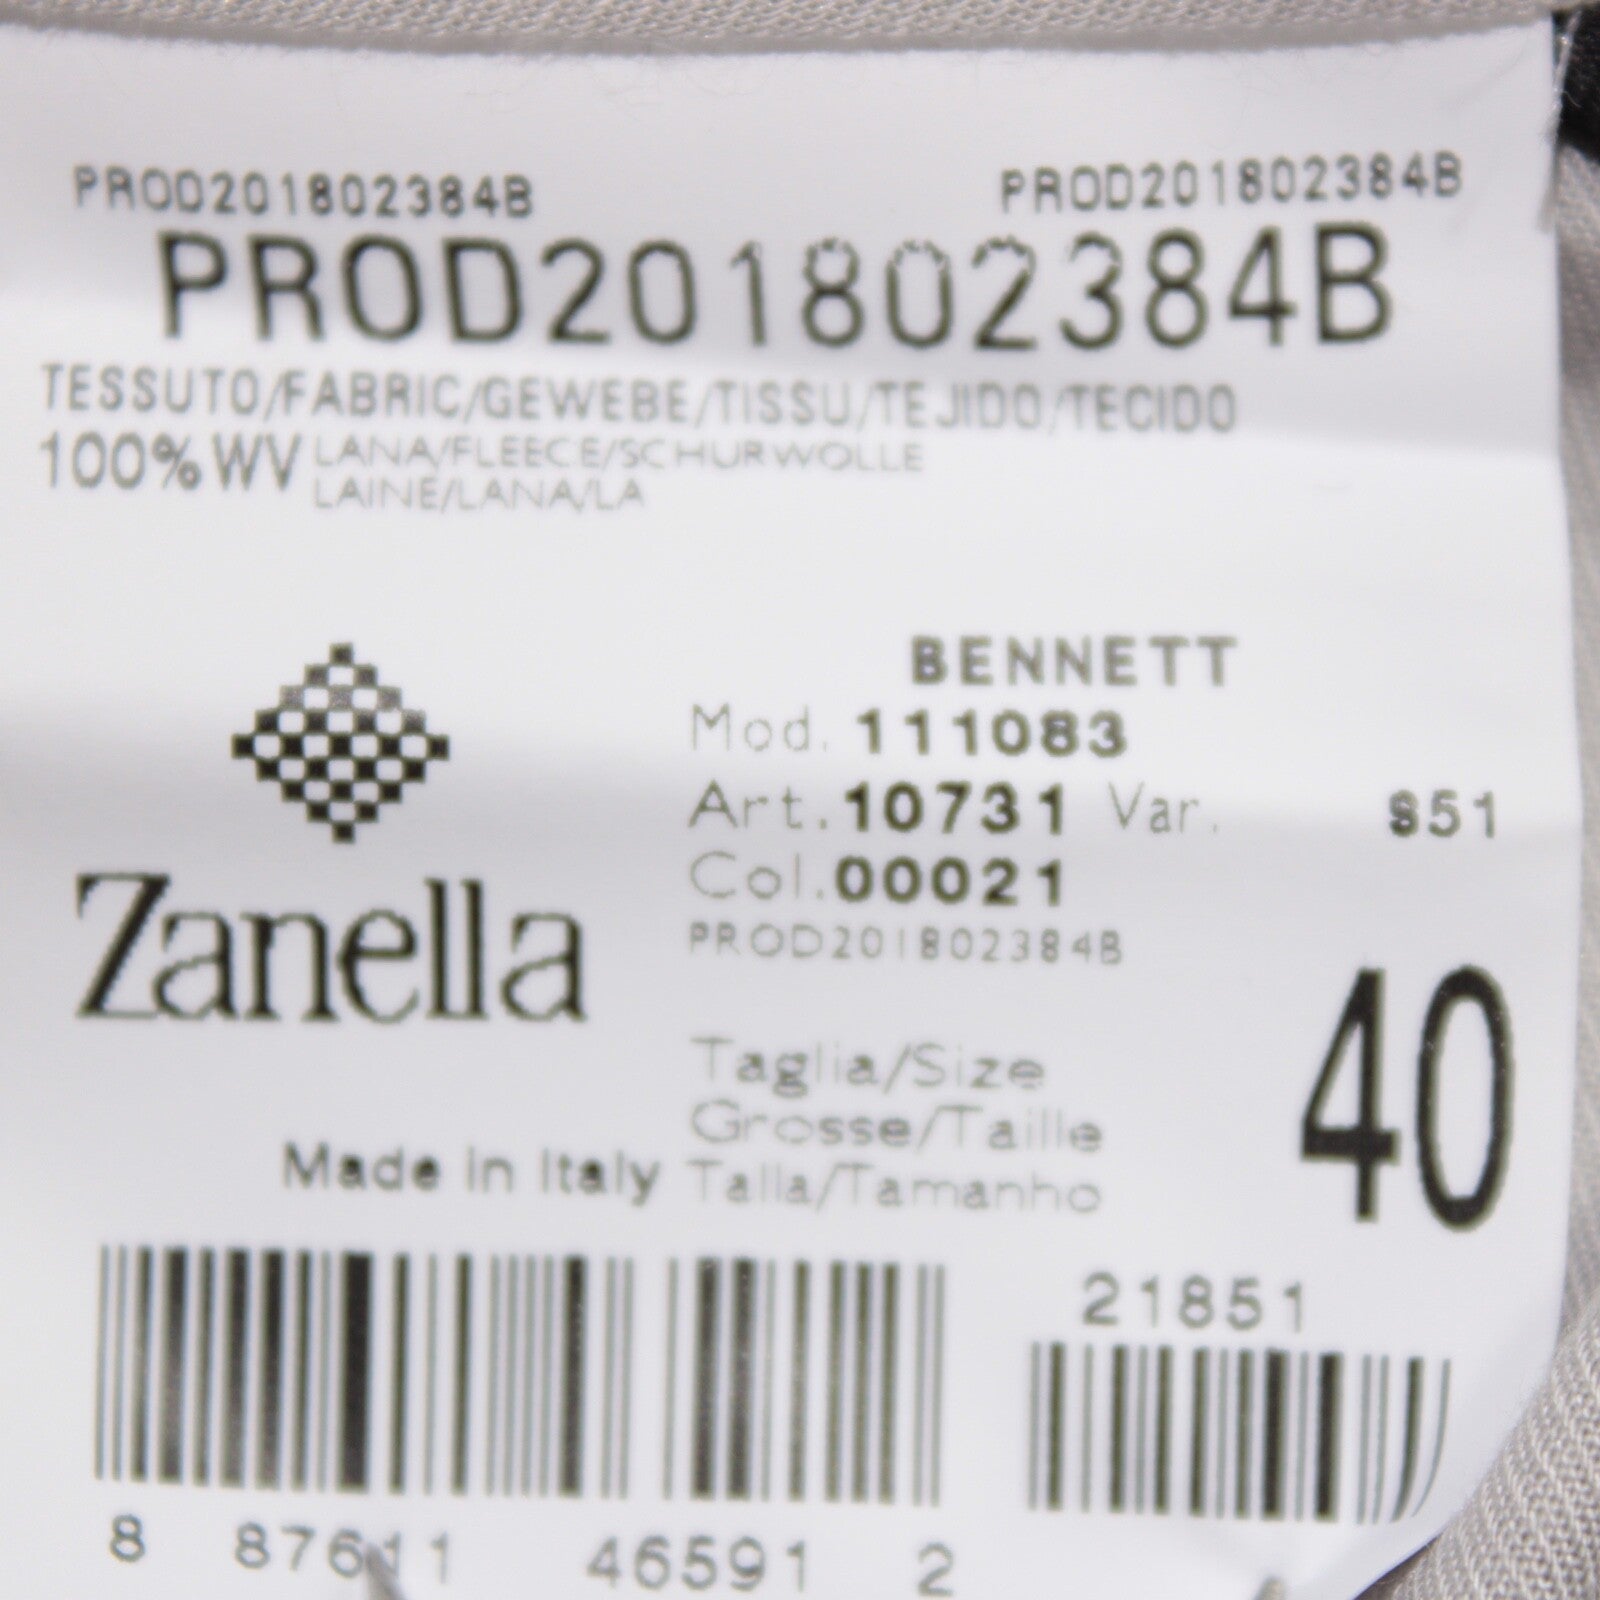 PROD201802384B PROD201802384B
PROD201802384B
TESSUTO/FABRIC/GEWEBE/TISSU/TEJIDO/TECIDO
100%WV LANA/FLEECE/SCHURWOLLE
LAINE/LANA/LA
BENNETT
Mod. 111083
Art. 10731 Var. S51
Col. 00021
PROD201802384B
Zanella
Taglia/Size
Grosse/Taille
Talla/Tamanho
40
Made in Italy
21851
8 87611 46591 2